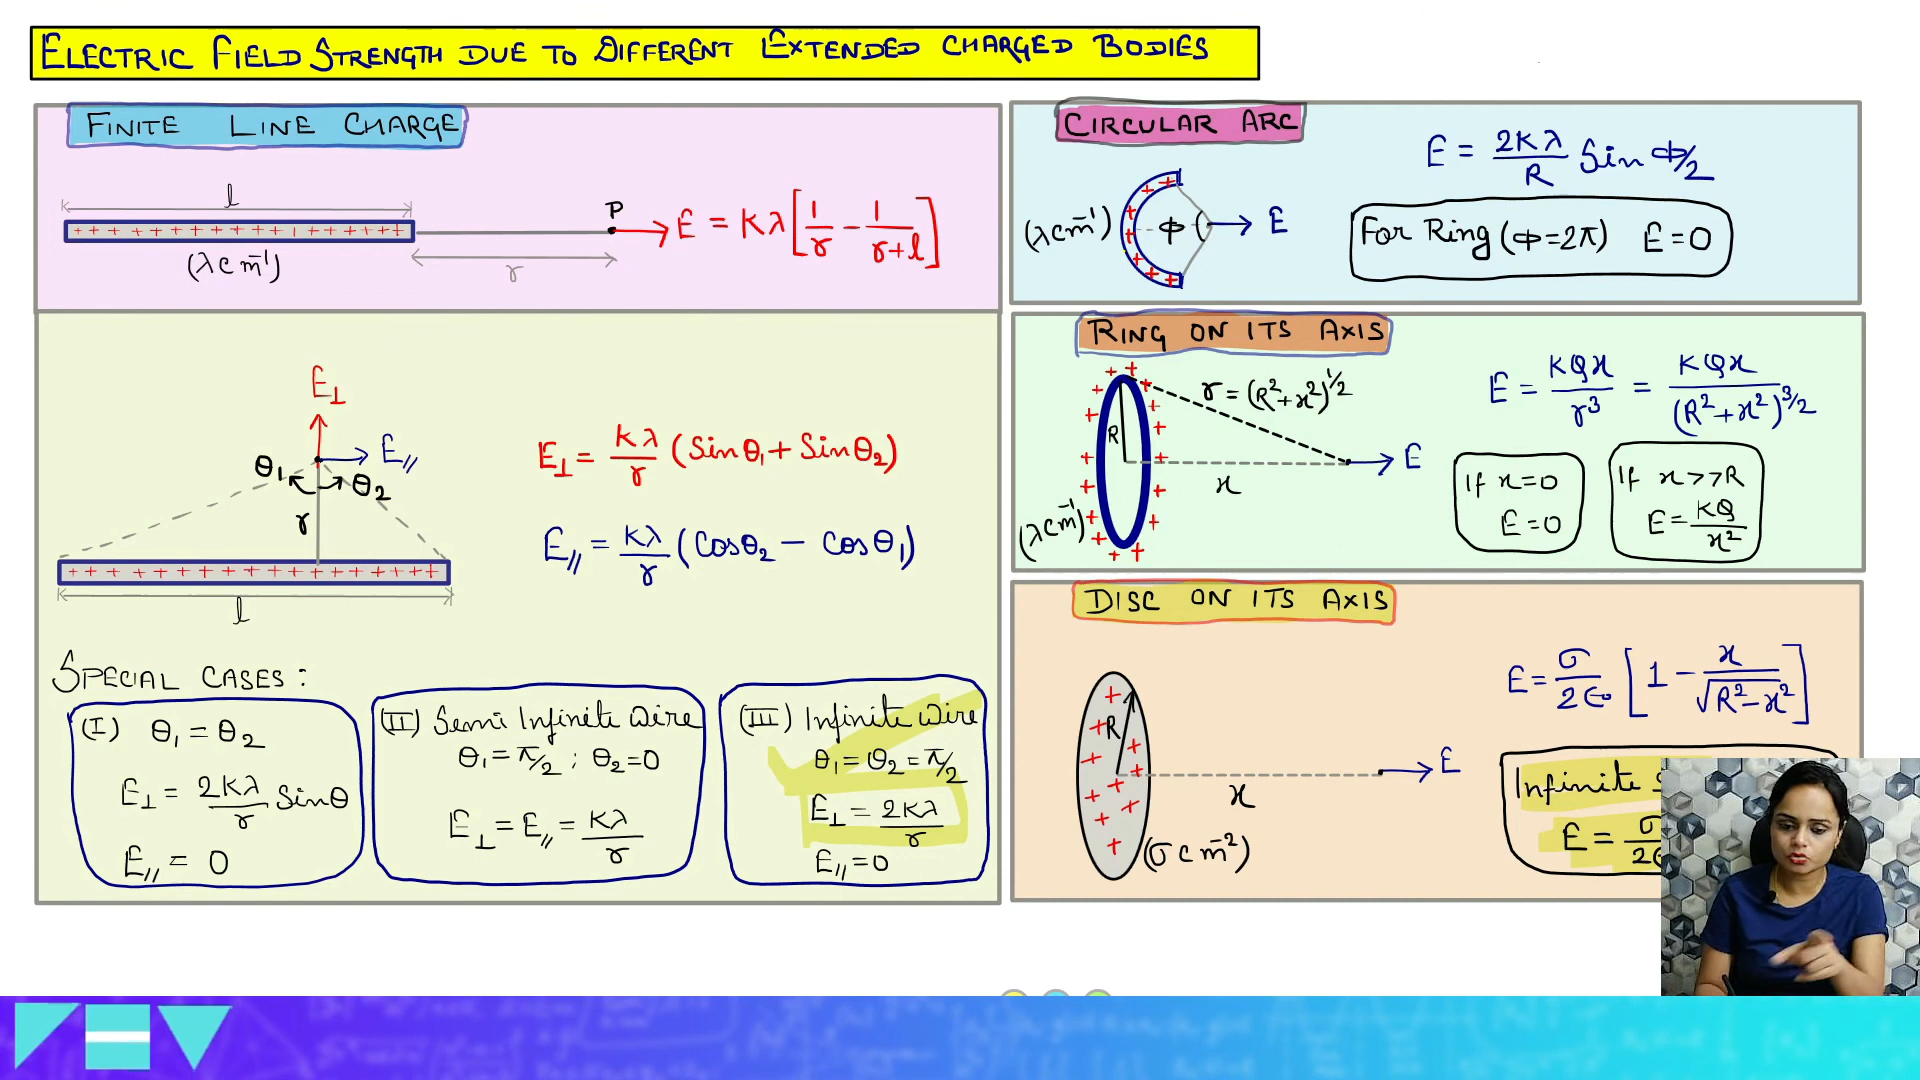 ELECTRIC FIELD STRENGTH DUE TO DIFFERENT EXTENDED CHARGED BODIES
FINITE LINE CHARGE
l
P
E = Kλ[1/r − 1/(r+l)]
(λ C m⁻¹)
r
E⊥
E∥
θ₁
θ₂
r
l
E⊥ = Kλ/r (Sinθ₁ + Sinθ₂)
E∥ = Kλ/r (Cosθ₂ − Cosθ₁)
SPECIAL CASES:
(I) θ₁ = θ₂
E⊥ = 2Kλ/r Sinθ
E∥ = 0
(II) Semi Infinite Wire
θ₁ = π/2 ; θ₂ = 0
E⊥ = E∥ = Kλ/r
(III) Infinite Wire
θ₁ = θ₂ = π/2
E⊥ = 2Kλ/r
E∥ = 0
CIRCULAR ARC
(λ C m⁻¹)
Φ
E
E = 2Kλ/R Sin Φ/2
For Ring (Φ = 2π) E = 0
RING ON ITS AXIS
r = (R² + x²)^1/2
R
x
E
(λ C m⁻¹)
E = KQx/r³ = KQx/(R² + x²)^3/2
If x = 0
E = 0
If x >> R
E = KQ/x²
DISC ON ITS AXIS
R
x
E
(σ C m⁻²)
E = σ/2ϵ₀ [1 − x/√(R² − x²)]
Infinite
E = σ